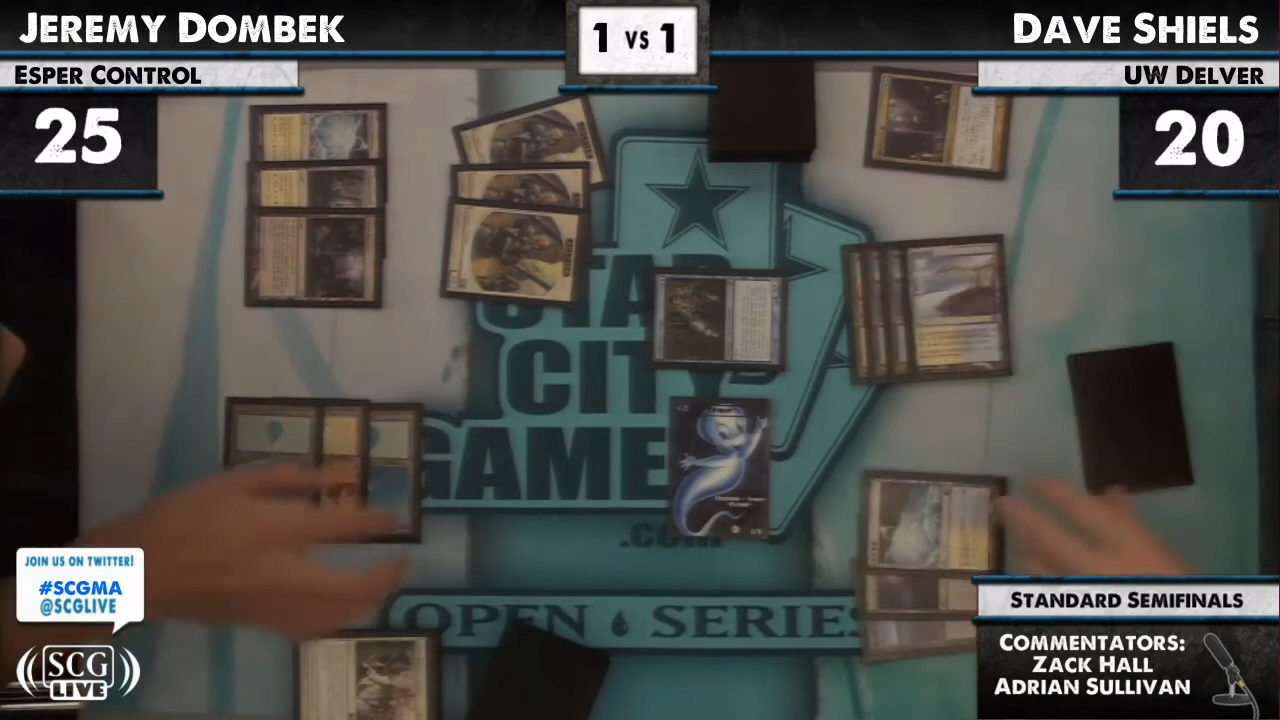 JEREMY DOMBEK
1 VS 1
DAVE SHIELS
ESPER CONTROL
UW DELVER
25
20
STAR
CITY
GAME
.COM
OPEN SERIES
JOIN US ON TWITTER!
#SCGMA
@SCGLIVE
SCG
LIVE
STANDARD SEMIFINALS
COMMENTATORS:
ZACK HALL
ADRIAN SULLIVAN